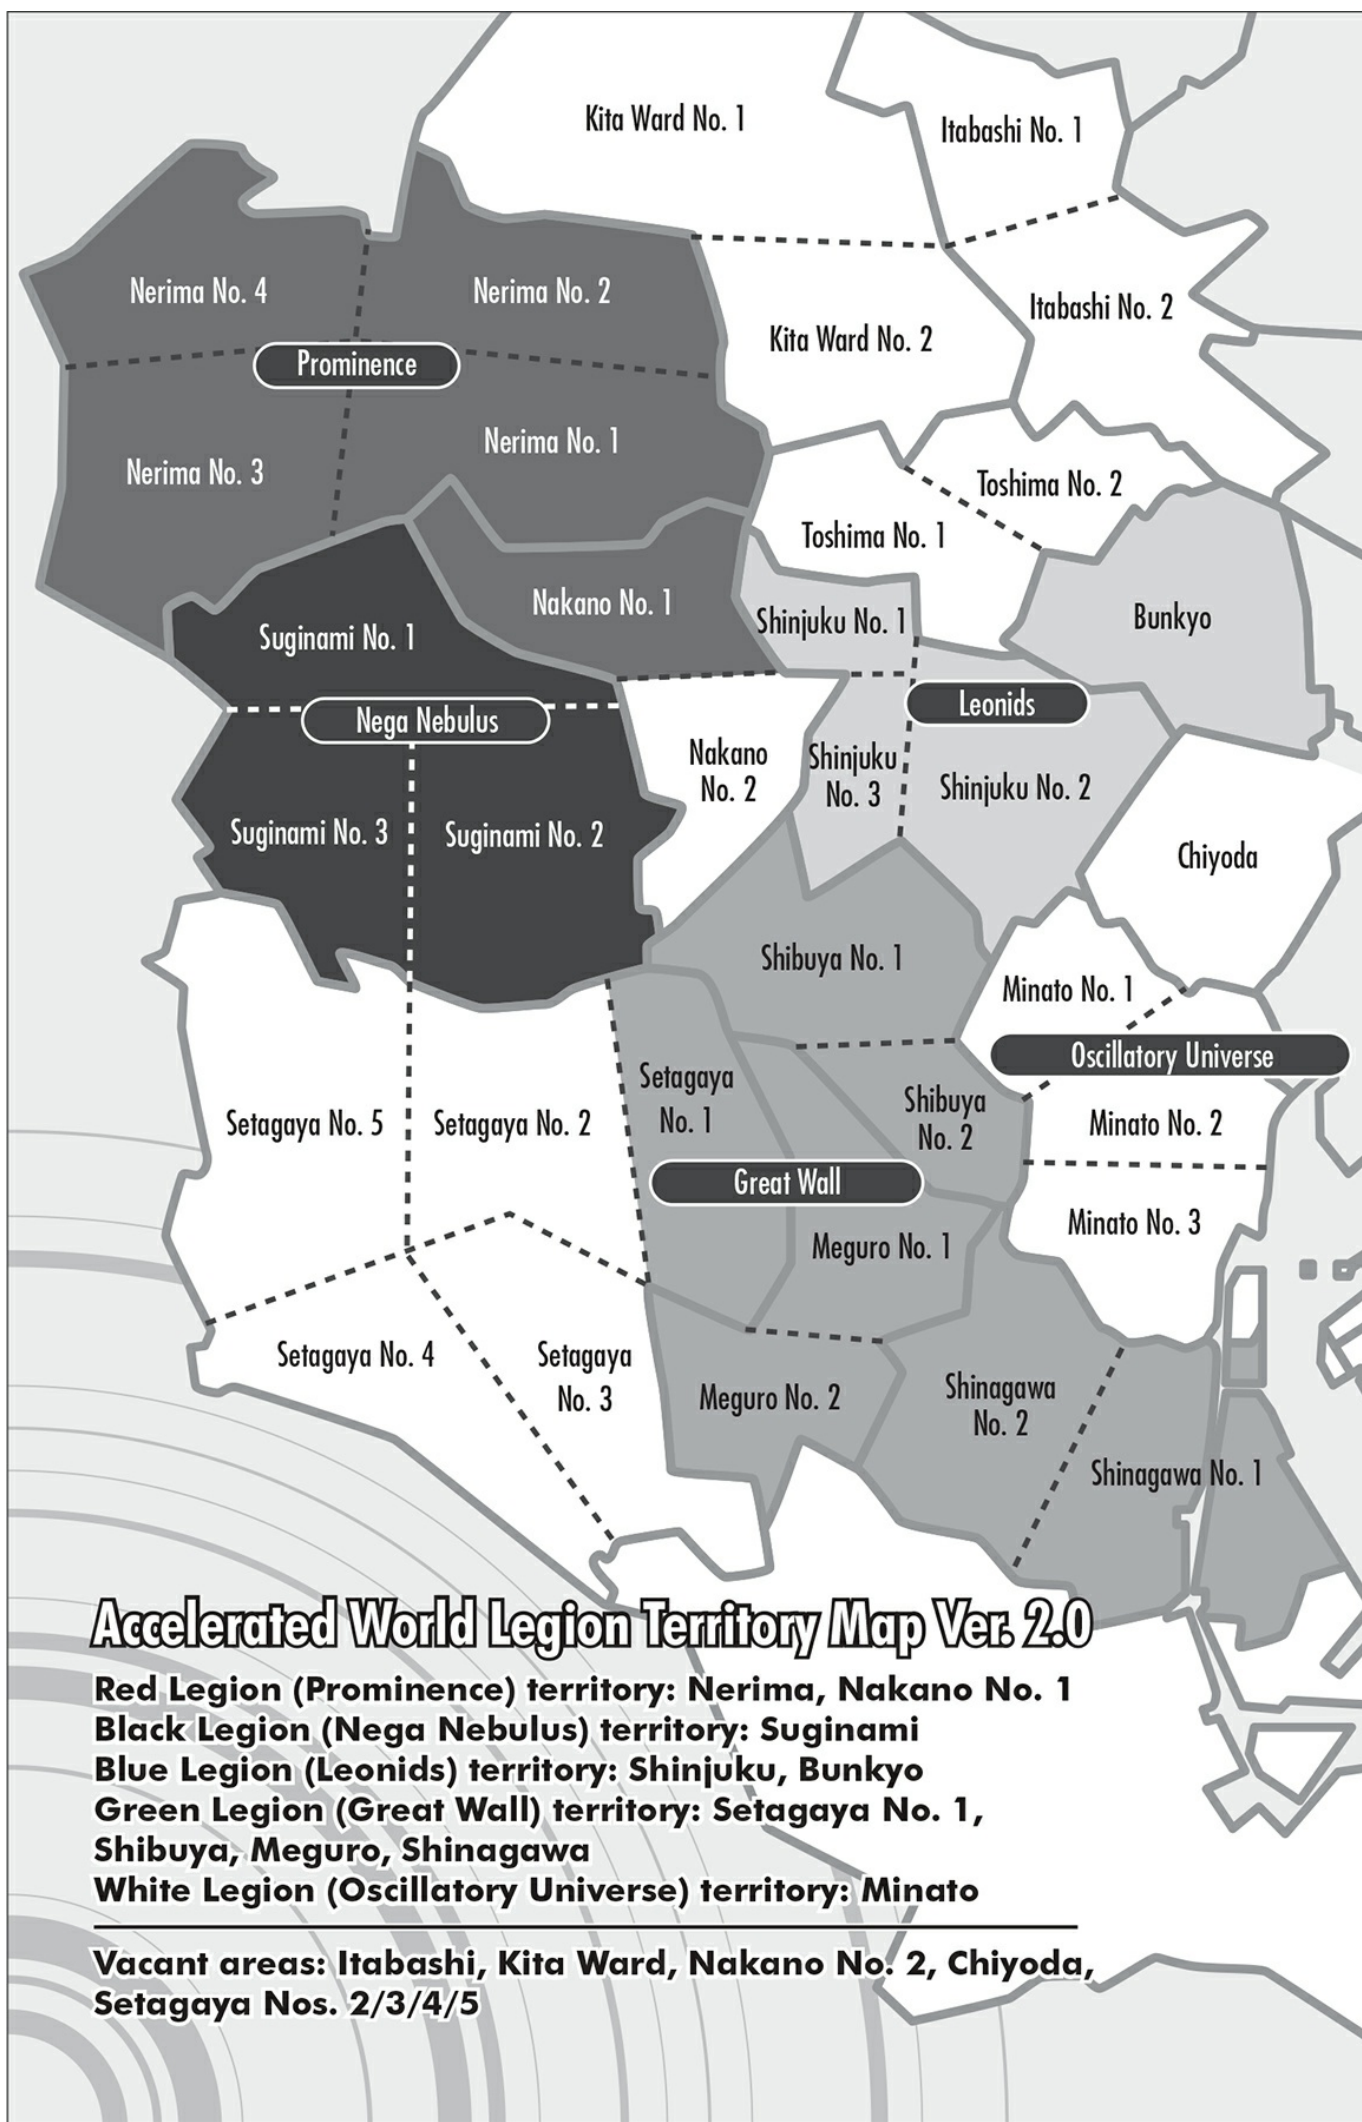 Kita Ward No. 1
Itabashi No. 1
Nerima No. 4
Nerima No. 2
Itabashi No. 2
Kita Ward No. 2
Prominence
Nerima No. 3
Nerima No. 1
Toshima No. 2
Toshima No. 1
Nakano No. 1
Shinjuku No. 1
Bunkyo
Suginami No. 1
Leonids
Nega Nebulus
Nakano
No. 2
Shinjuku
No. 3
Shinjuku No. 2
Suginami No. 3
Suginami No. 2
Chiyoda
Shibuya No. 1
Minato No. 1
Oscillatory Universe
Setagaya
No. 1
Shibuya
No. 2
Setagaya No. 5
Setagaya No. 2
Minato No. 2
Great Wall
Minato No. 3
Meguro No. 1
Setagaya No. 4
Setagaya
No. 3
Meguro No. 2
Shinagawa
No. 2
Shinagawa No. 1
Accelerated World Legion Territory Map Ver. 2.0
Red Legion (Prominence) territory: Nerima, Nakano No. 1
Black Legion (Nega Nebulus) territory: Suginami
Blue Legion (Leonids) territory: Shinjuku, Bunkyo
Green Legion (Great Wall) territory: Setagaya No. 1,
Shibuya, Meguro, Shinagawa
White Legion (Oscillatory Universe) territory: Minato
Vacant areas: Itabashi, Kita Ward, Nakano No. 2, Chiyoda,
Setagaya Nos. 2/3/4/5